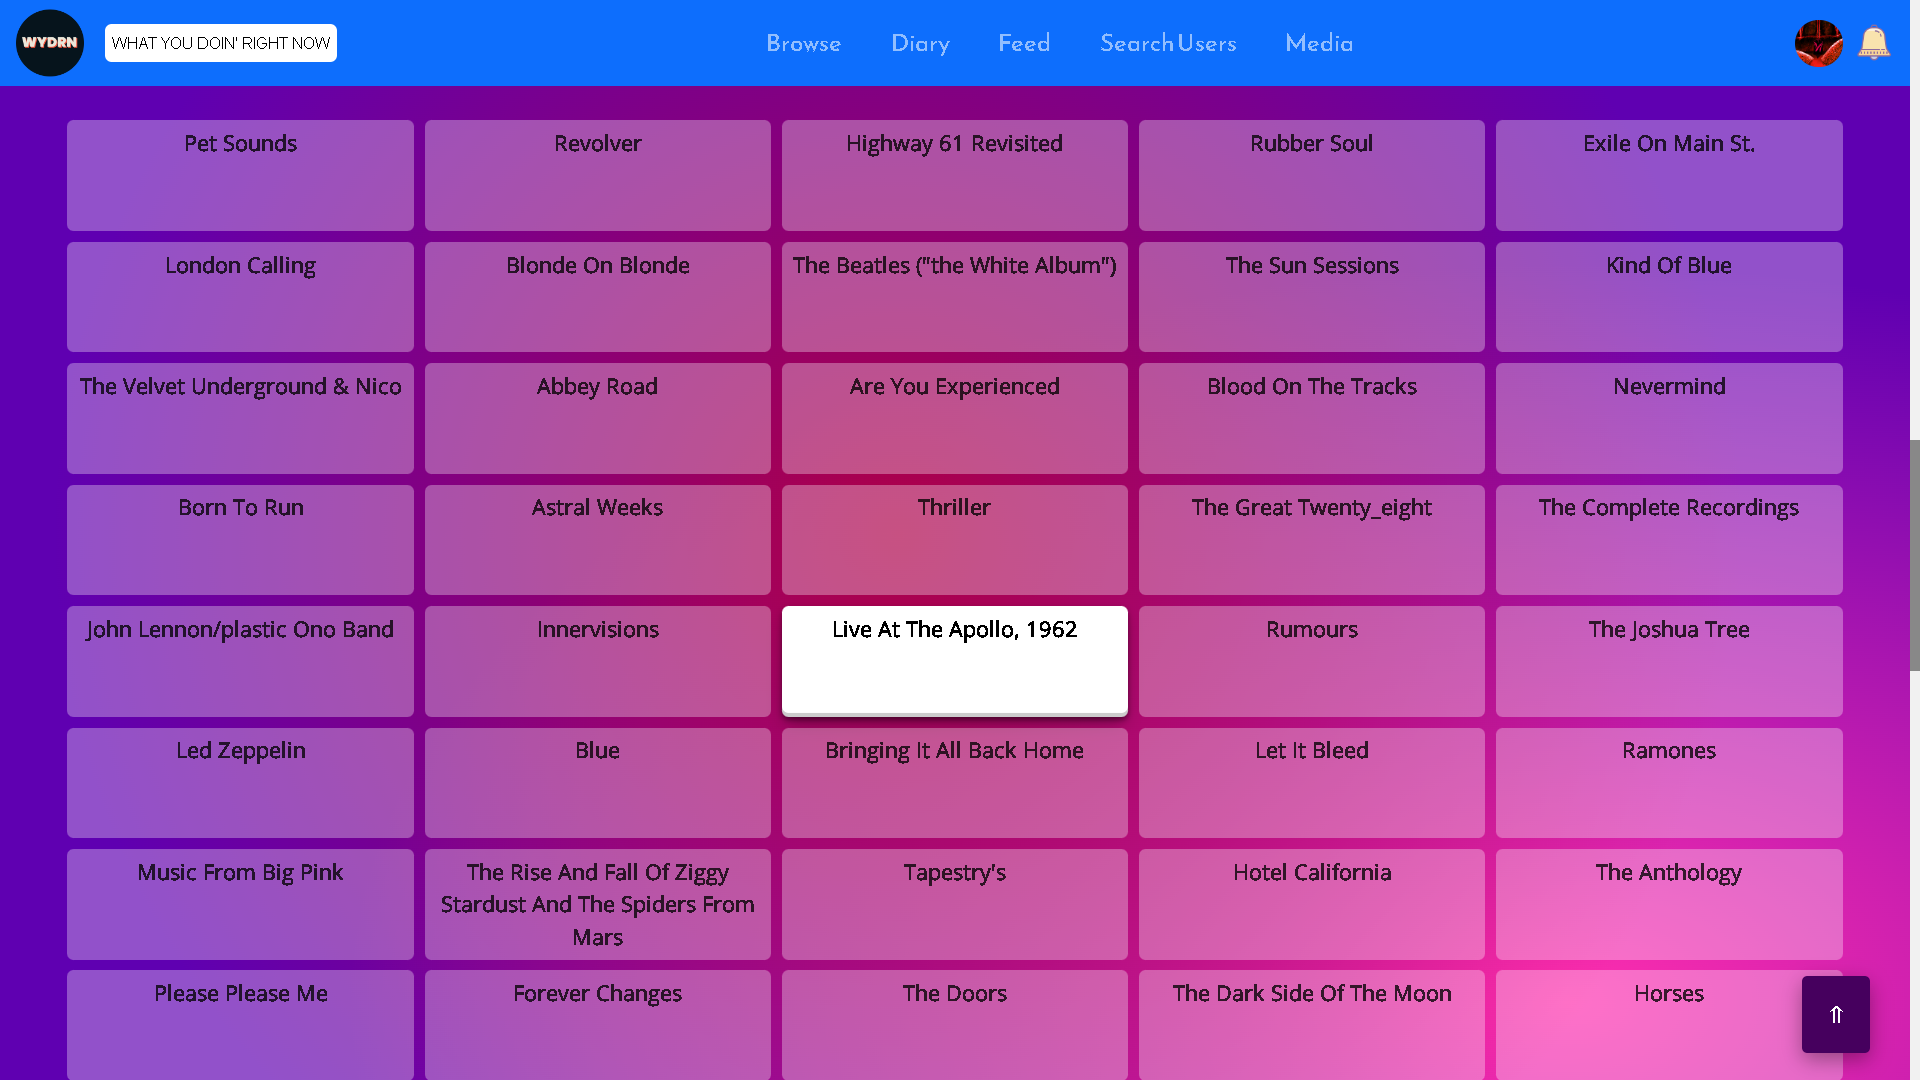 WYDRN
WHAT YOU DOIN' RIGHT NOW
Browse
Diary
Feed
Search Users
Media
Pet Sounds
Revolver
Highway 61 Revisited
Rubber Soul
Exile On Main St.
London Calling
Blonde On Blonde
The Beatles ("the White Album")
The Sun Sessions
Kind Of Blue
The Velvet Underground & Nico
Abbey Road
Are You Experienced
Blood On The Tracks
Nevermind
Born To Run
Astral Weeks
Thriller
The Great Twenty_eight
The Complete Recordings
John Lennon/plastic Ono Band
Innervisions
Live At The Apollo, 1962
Rumours
The Joshua Tree
Led Zeppelin
Blue
Bringing It All Back Home
Let It Bleed
Ramones
Music From Big Pink
The Rise And Fall Of Ziggy
Stardust And The Spiders From
Mars
Tapestry's
Hotel California
The Anthology
Please Please Me
Forever Changes
The Doors
The Dark Side Of The Moon
Horses
⇑